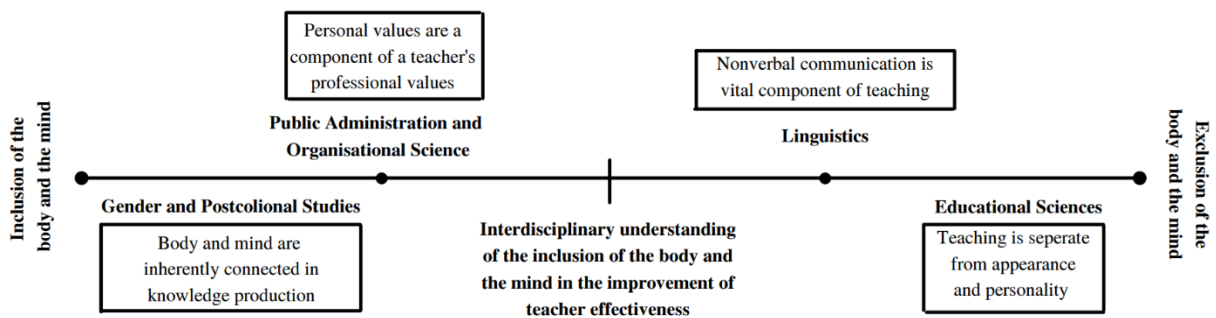 Inclusion of the
body and the mind
Personal values are a
component of a teacher's
professional values
Public Administration and
Organisational Science
Nonverbal communication is
vital component of teaching
Linguistics
Exclusion of the
body and the mind
Gender and Postcolional Studies
Body and mind are
inherently connected in
knowledge production
Interdisciplinary understanding
of the inclusion of the body and
the mind in the improvement of
teacher effectiveness
Educational Sciences
Teaching is seperate
from appearance
and personality